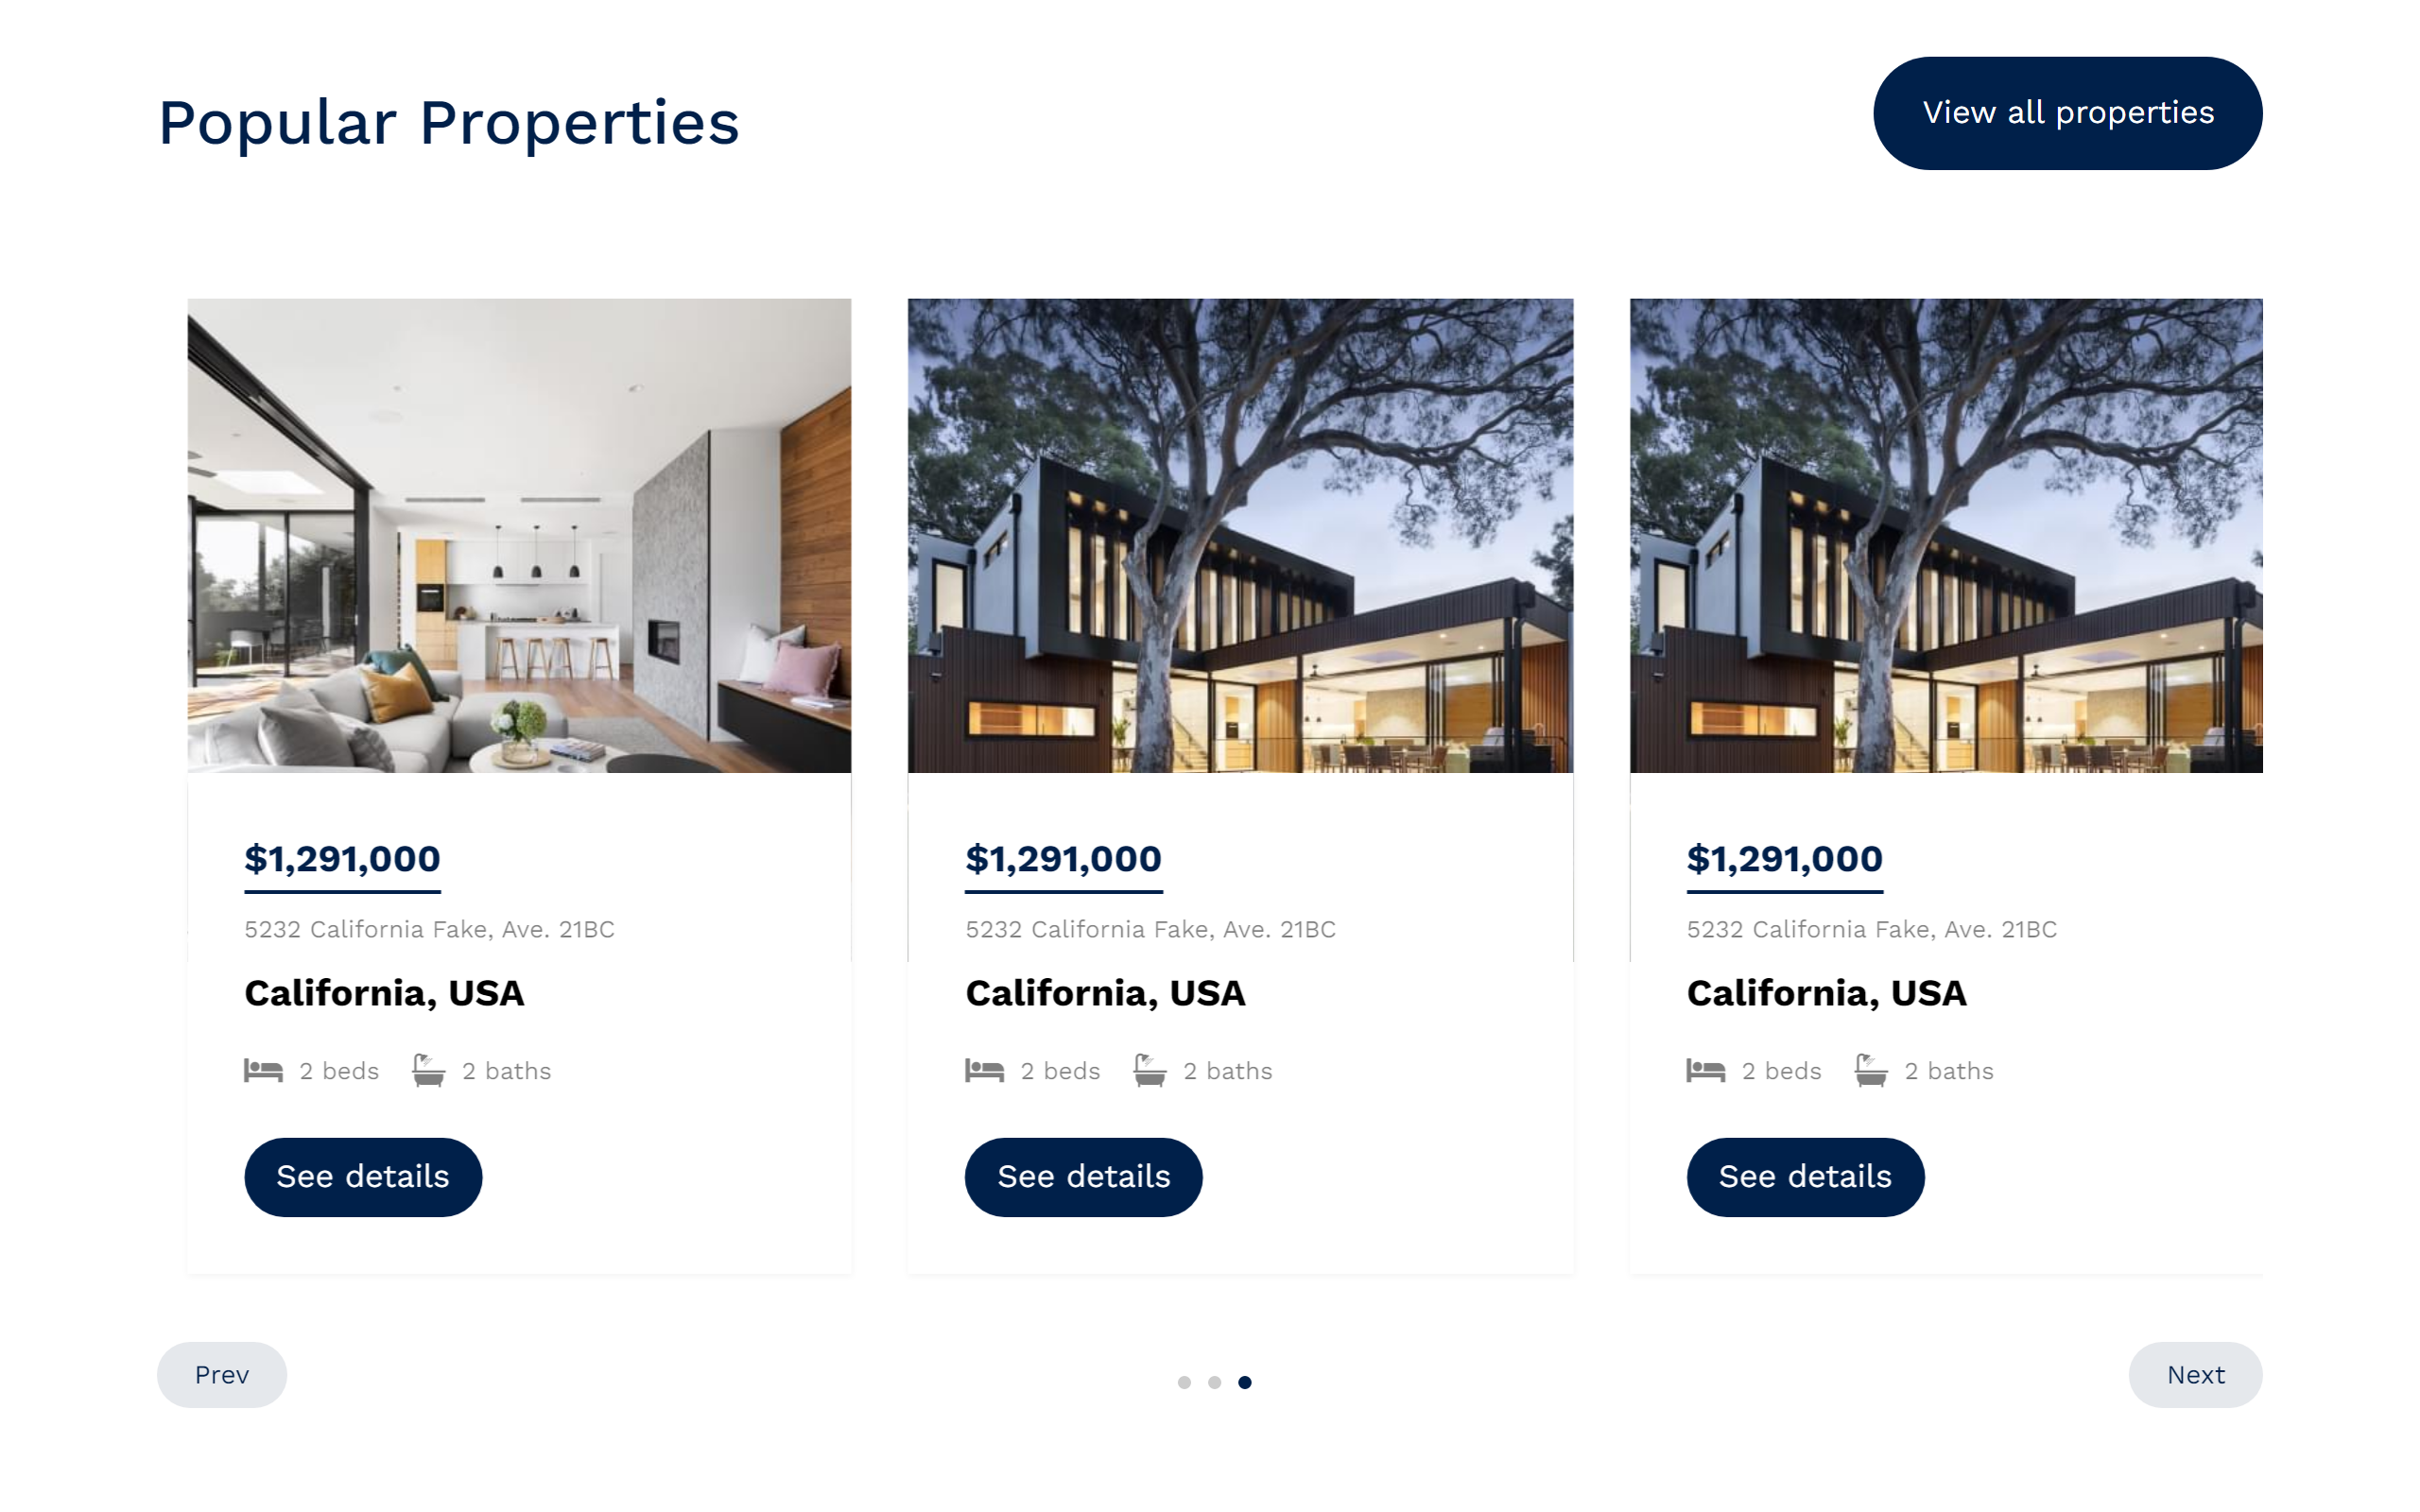 Popular Properties
View all properties
$1,291,000
5232 California Fake, Ave. 21BC
California, USA
2 beds 2 baths
See details
$1,291,000
5232 California Fake, Ave. 21BC
California, USA
2 beds 2 baths
See details
$1,291,000
5232 California Fake, Ave. 21BC
California, USA
2 beds 2 baths
See details
Prev
Next